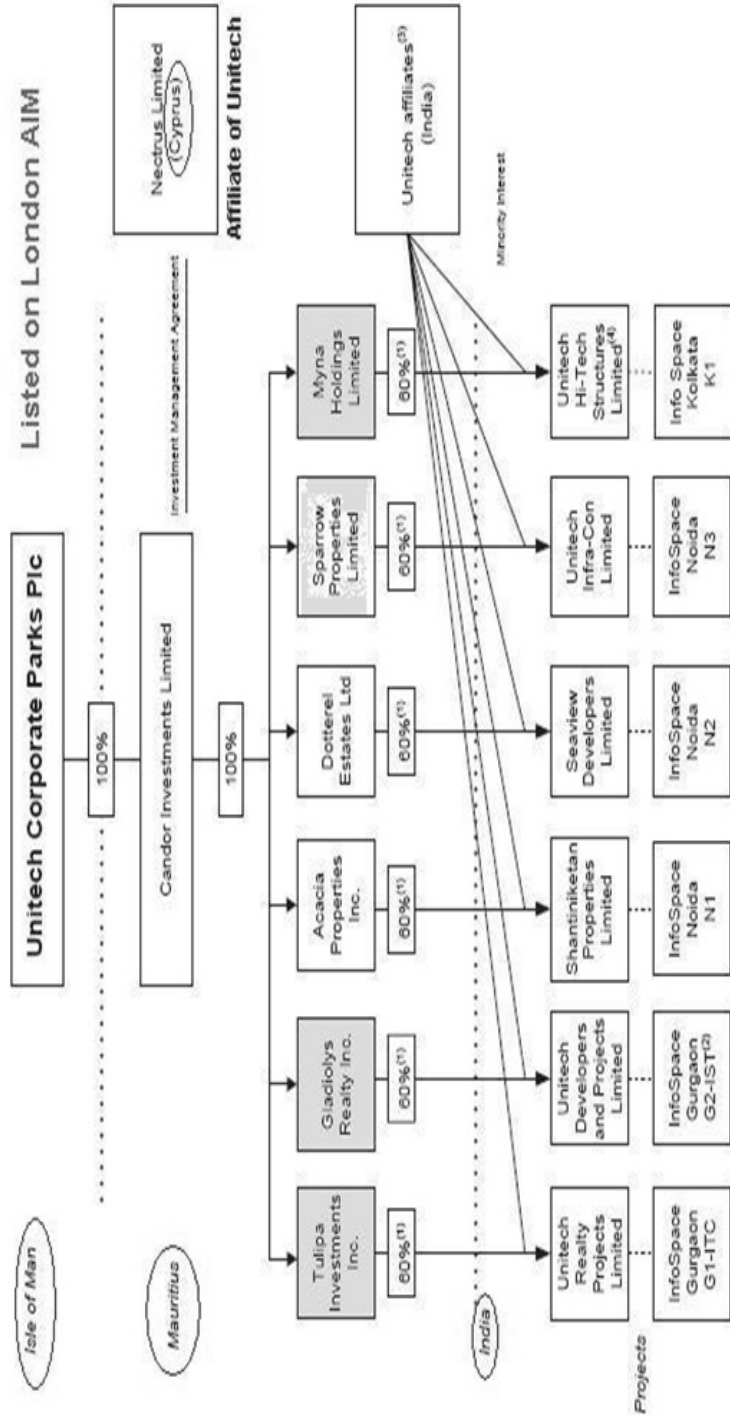 Listed on London AIM
Isle of Man
Unitech Corporate Parks Plc
100%
Mauritius
Candor Investments Limited
Investment Management Agreement
Nectrus Limited
(Cyprus)
Affiliate of Unitech
100%
Tulipa
Investments
Inc.
Gladiolys
Realty Inc.
Acacia
Properties
Inc.
Dotterel
Estates Ltd
Sparrow
Properties
Limited
Myna
Holdings
Limited
60%(1)
60%(1)
60%(1)
60%(1)
60%(1)
60%(1)
Unitech affiliates(3)
(India)
India
Minority Interest
Unitech
Realty
Projects
Limited
Unitech
Developers
and Projects
Limited
Shantiniketan
Properties
Limited
Seaview
Developers
Limited
Unitech
Infra-Con
Limited
Unitech
Hi-Tech
Structures
Limited(4)
Projects
InfoSpace
Gurgaon
G1-ITC
InfoSpace
Gurgaon
G2-IST(2)
InfoSpace
Noida
N1
InfoSpace
Noida
N2
InfoSpace
Noida
N3
Info Space
Kolkata
K1